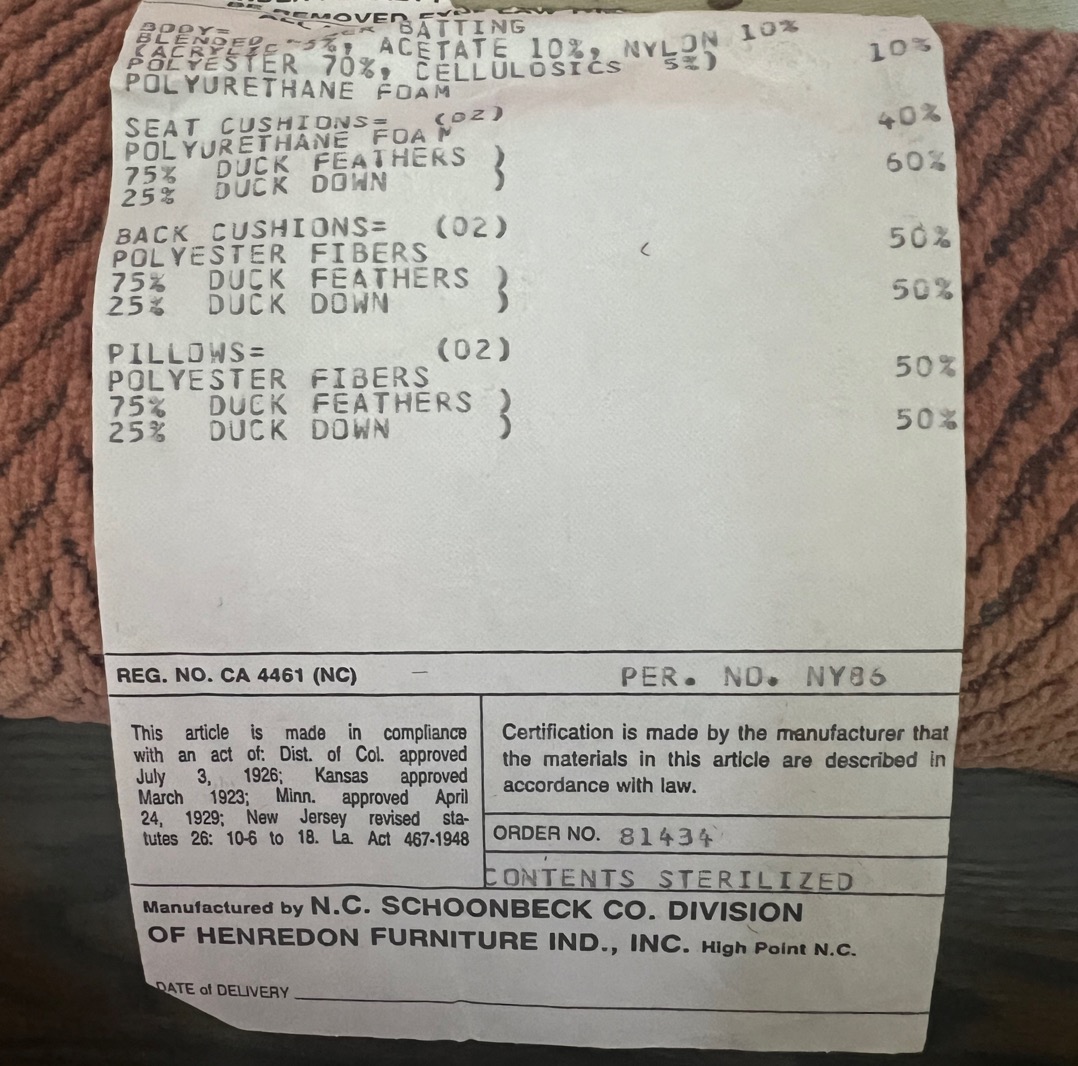 REMOVED
BODY= BATTING 10%
BLENDED
(ACRYLIC 5%, ACETATE 10%, NYLON 10%
POLYESTER 70%, CELLULOSICS 5%)
POLYURETHANE FOAM
SEAT CUSHIONS= (02)
POLYURETHANE FOAM 40%
75% DUCK FEATHERS } 60%
25% DUCK DOWN
BACK CUSHIONS= (02)
POLYESTER FIBERS 50%
75% DUCK FEATHERS } 50%
25% DUCK DOWN
PILLOWS= (02)
POLYESTER FIBERS 50%
75% DUCK FEATHERS } 50%
25% DUCK DOWN
REG. NO. CA 4461 (NC) PER. NO. NY86
This article is made in compliance
with an act of: Dist. of Col. approved
July 3, 1926; Kansas approved
March 1923; Minn. approved April
24, 1929; New Jersey revised sta-
tutes 26: 10-6 to 18. La. Act 467-1948
Certification is made by the manufacturer that
the materials in this article are described in
accordance with law.
ORDER NO. 81434
CONTENTS STERILIZED
Manufactured by N.C. SCHOONBECK CO. DIVISION
OF HENREDON FURNITURE IND., INC. High Point N.C.
DATE of DELIVERY